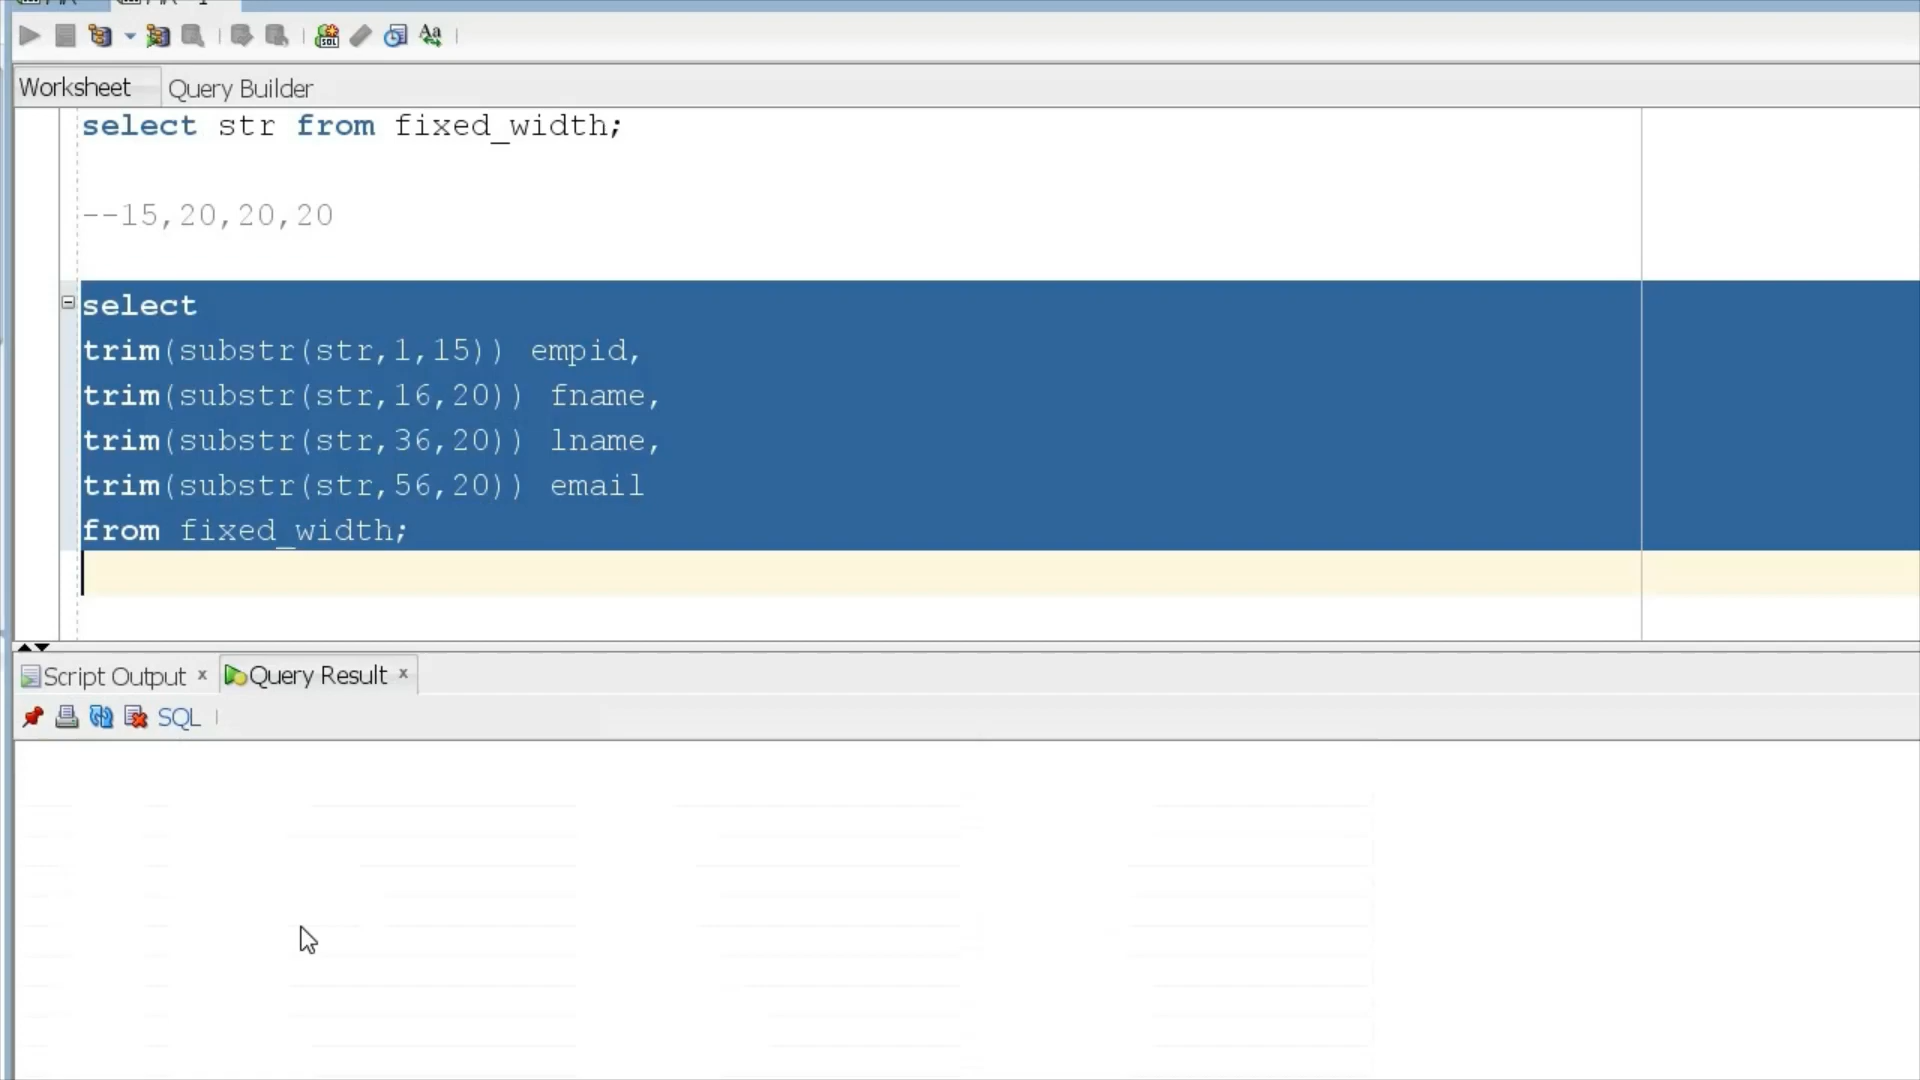 Worksheet Query Builder
select str from fixed_width;
--15,20,20,20
select
trim(substr(str,1,15)) empid,
trim(substr(str,16,20)) fname,
trim(substr(str,36,20)) lname,
trim(substr(str,56,20)) email
from fixed_width;
Script Output x Query Result x
SQL